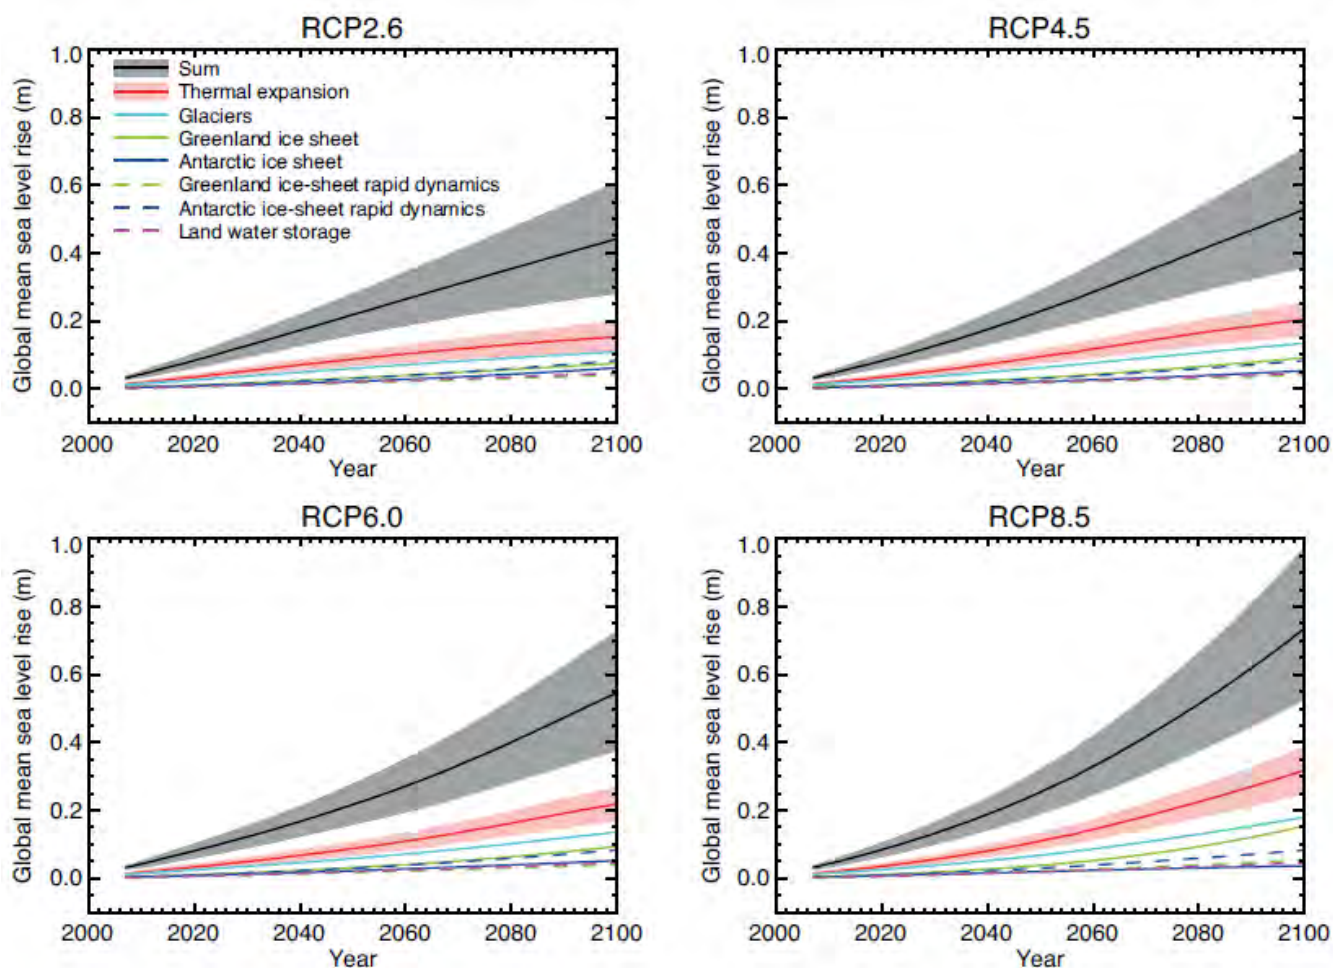 RCP2.6
1.0
0.8
0.6
0.4
0.2
0.0
Global mean sea level rise (m)
Sum
Thermal expansion
Glaciers
Greenland ice sheet
Antarctic ice sheet
Greenland ice-sheet rapid dynamics
Antarctic ice-sheet rapid dynamics
Land water storage
2000 2020 2040 2060 2080 2100
Year
RCP4.5
1.0
0.8
0.6
0.4
0.2
0.0
Global mean sea level rise (m)
2000 2020 2040 2060 2080 2100
Year
RCP6.0
1.0
0.8
0.6
0.4
0.2
0.0
Global mean sea level rise (m)
2000 2020 2040 2060 2080 2100
Year
RCP8.5
1.0
0.8
0.6
0.4
0.2
0.0
Global mean sea level rise (m)
2000 2020 2040 2060 2080 2100
Year